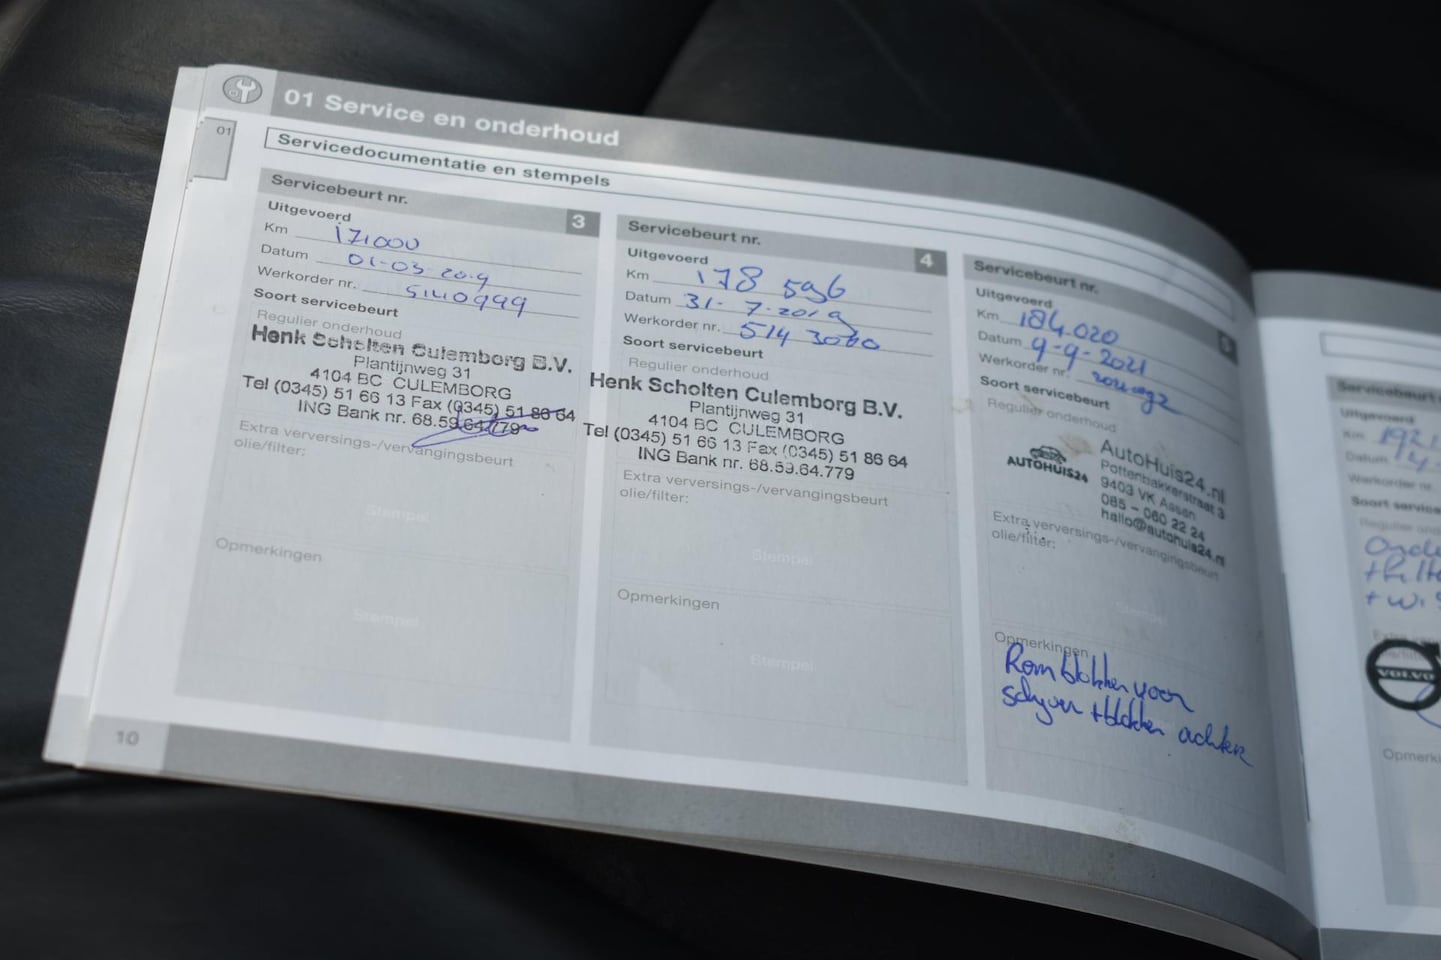 01 Service en onderhoud
01
Servicedocumentatie en stempels
Servicebeurt nr. 3
Uitgevoerd
Km 171000
Datum 01-03-2019
Werkorder nr. 5140999
Soort servicebeurt
Regulier onderhoud
Henk Scholten Culemborg B.V.
Plantijnweg 31
4104 BC CULEMBORG
Tel (0345) 51 66 13 Fax (0345) 51 86 64
ING Bank nr. 68.59.64.779
Extra verversings-/vervangingsbeurt
olie/filter:
Stempel
Opmerkingen
Stempel
Servicebeurt nr. 4
Uitgevoerd
Km 178 596
Datum 31-7-2019
Werkorder nr. 514 3080
Soort servicebeurt
Regulier onderhoud
Henk Scholten Culemborg B.V.
Plantijnweg 31
4104 BC CULEMBORG
Tel (0345) 51 66 13 Fax (0345) 51 86 64
ING Bank nr. 68.59.64.779
Extra verversings-/vervangingsbeurt
olie/filter:
Stempel
Opmerkingen
Stempel
Servicebeurt nr. 5
Uitgevoerd
Km 184.020
Datum 9-9-2021
Werkorder nr.
Soort servicebeurt
Regulier onderhoud
AUTOHUIS24
AutoHuis24.nl
Pottenbakkerstraat 3
9403 VK Assen
085 - 060 22 24
hallo@autohuis24.nl
Extra verversings-/vervangingsbeurt
olie/filter:
Stempel
Opmerkingen
Remblokken voor
schijven + blokken achter
10
Servicebeurt
Uitgevoerd
Km 1921
Datum
Werkorder nr.
Soort service
Onde
+ wi
VOLVO
Opmerki